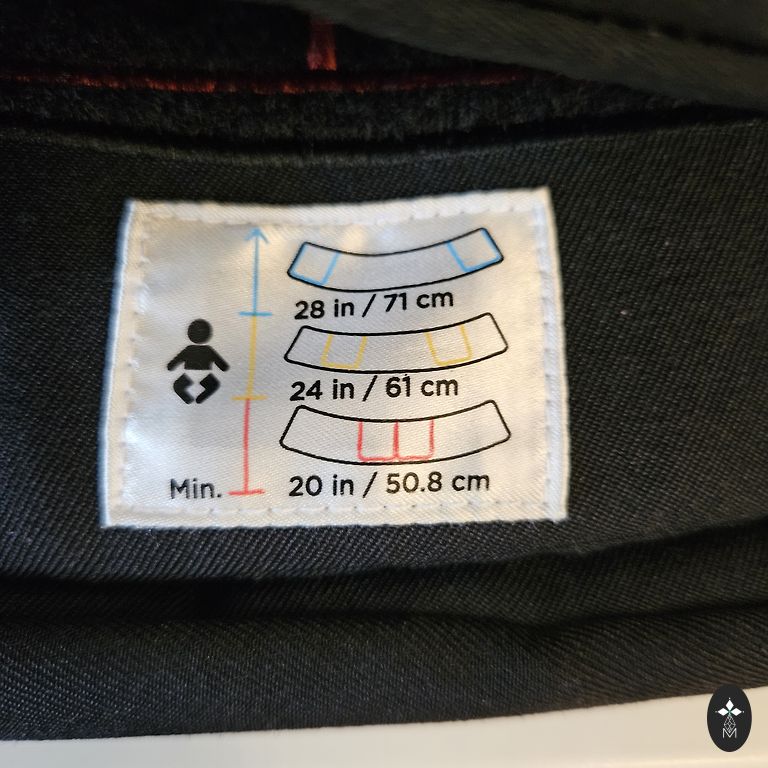 28 in / 71 cm
24 in / 61 cm
Min. 20 in / 50.8 cm
M